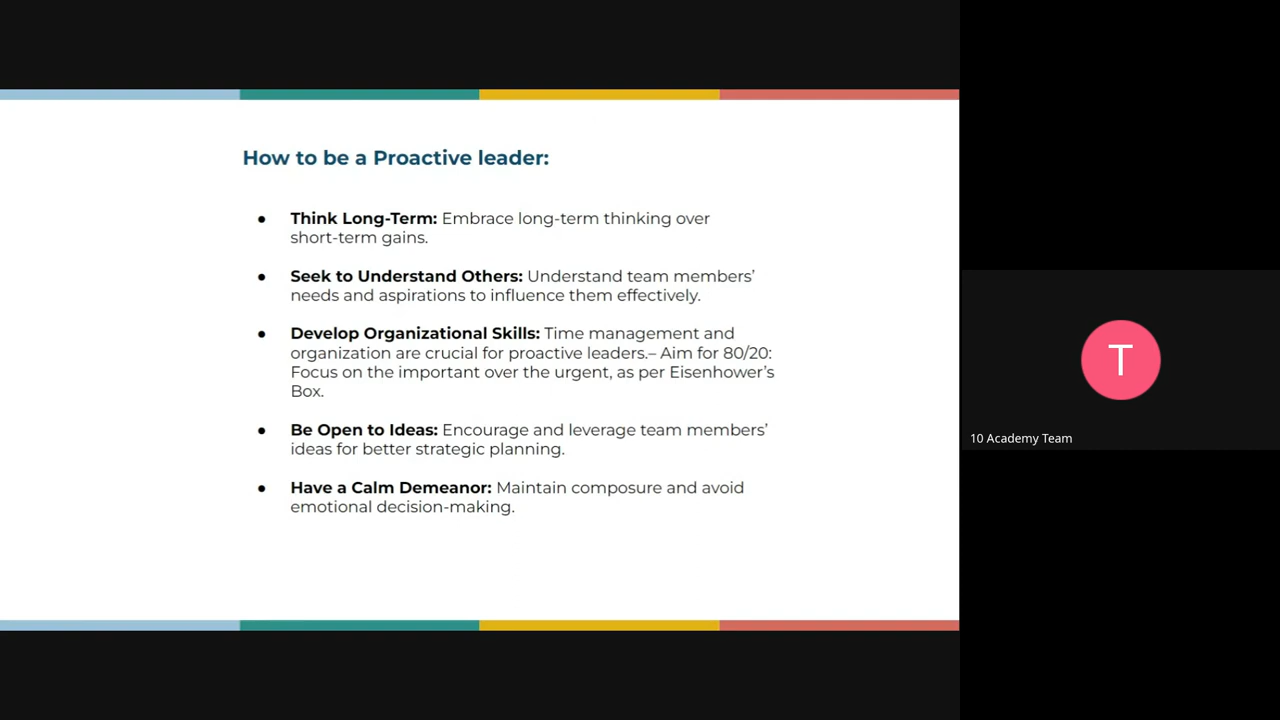 How to be a Proactive leader:
● Think Long-Term: Embrace long-term thinking over
short-term gains.
● Seek to Understand Others: Understand team members’
needs and aspirations to influence them effectively.
● Develop Organizational Skills: Time management and
organization are crucial for proactive leaders.– Aim for 80/20:
Focus on the important over the urgent, as per Eisenhower’s
Box.
● Be Open to Ideas: Encourage and leverage team members’
ideas for better strategic planning.
● Have a Calm Demeanor: Maintain composure and avoid
emotional decision-making.
T
10 Academy Team